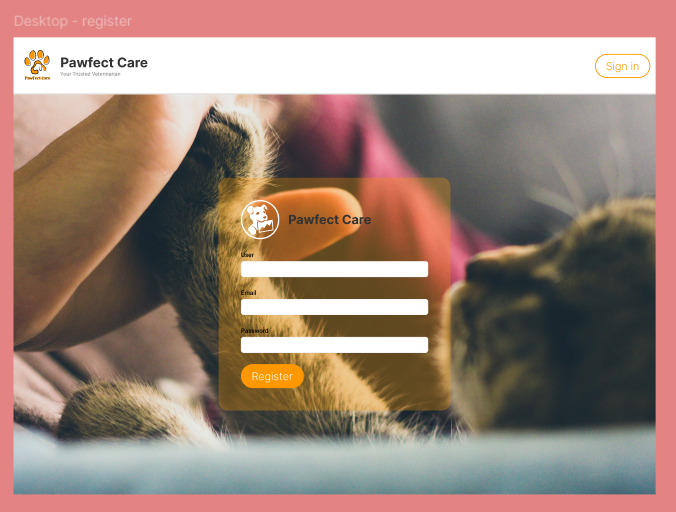 Desktop - register
Pawfect Care
Your Trusted Veterinarian
Pawfect Care
Sign in
Pawfect Care
User
Email
Password
Register